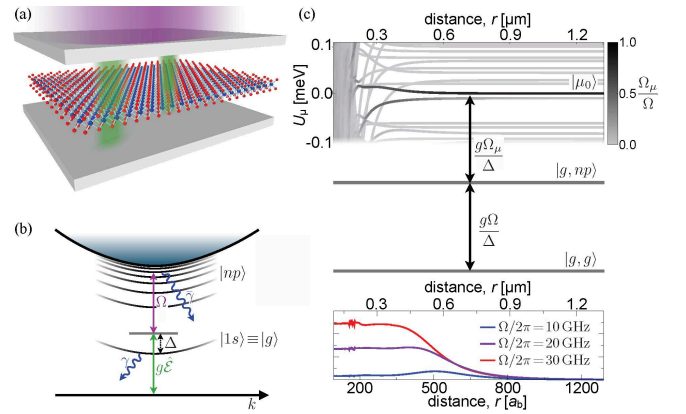 (a)
(b)
|np⟩
Ω
γ̃
|1s⟩≡|g⟩
Δ
γ
gℰ̂
k
(c)
distance, r [μm]
0.3 0.6 0.9 1.2
U_μ [meV]
0.1
0.0
-0.1
|μ₀⟩
1.0
0.5
0.0
Ω_μ/Ω
gΩ_μ/Δ
|g, np⟩
gΩ/Δ
|g, g⟩
distance, r [μm]
0.3 0.6 0.9 1.2
Ω/2π = 10 GHz
Ω/2π = 20 GHz
Ω/2π = 30 GHz
200 400 800 1200
distance, r [a_b]